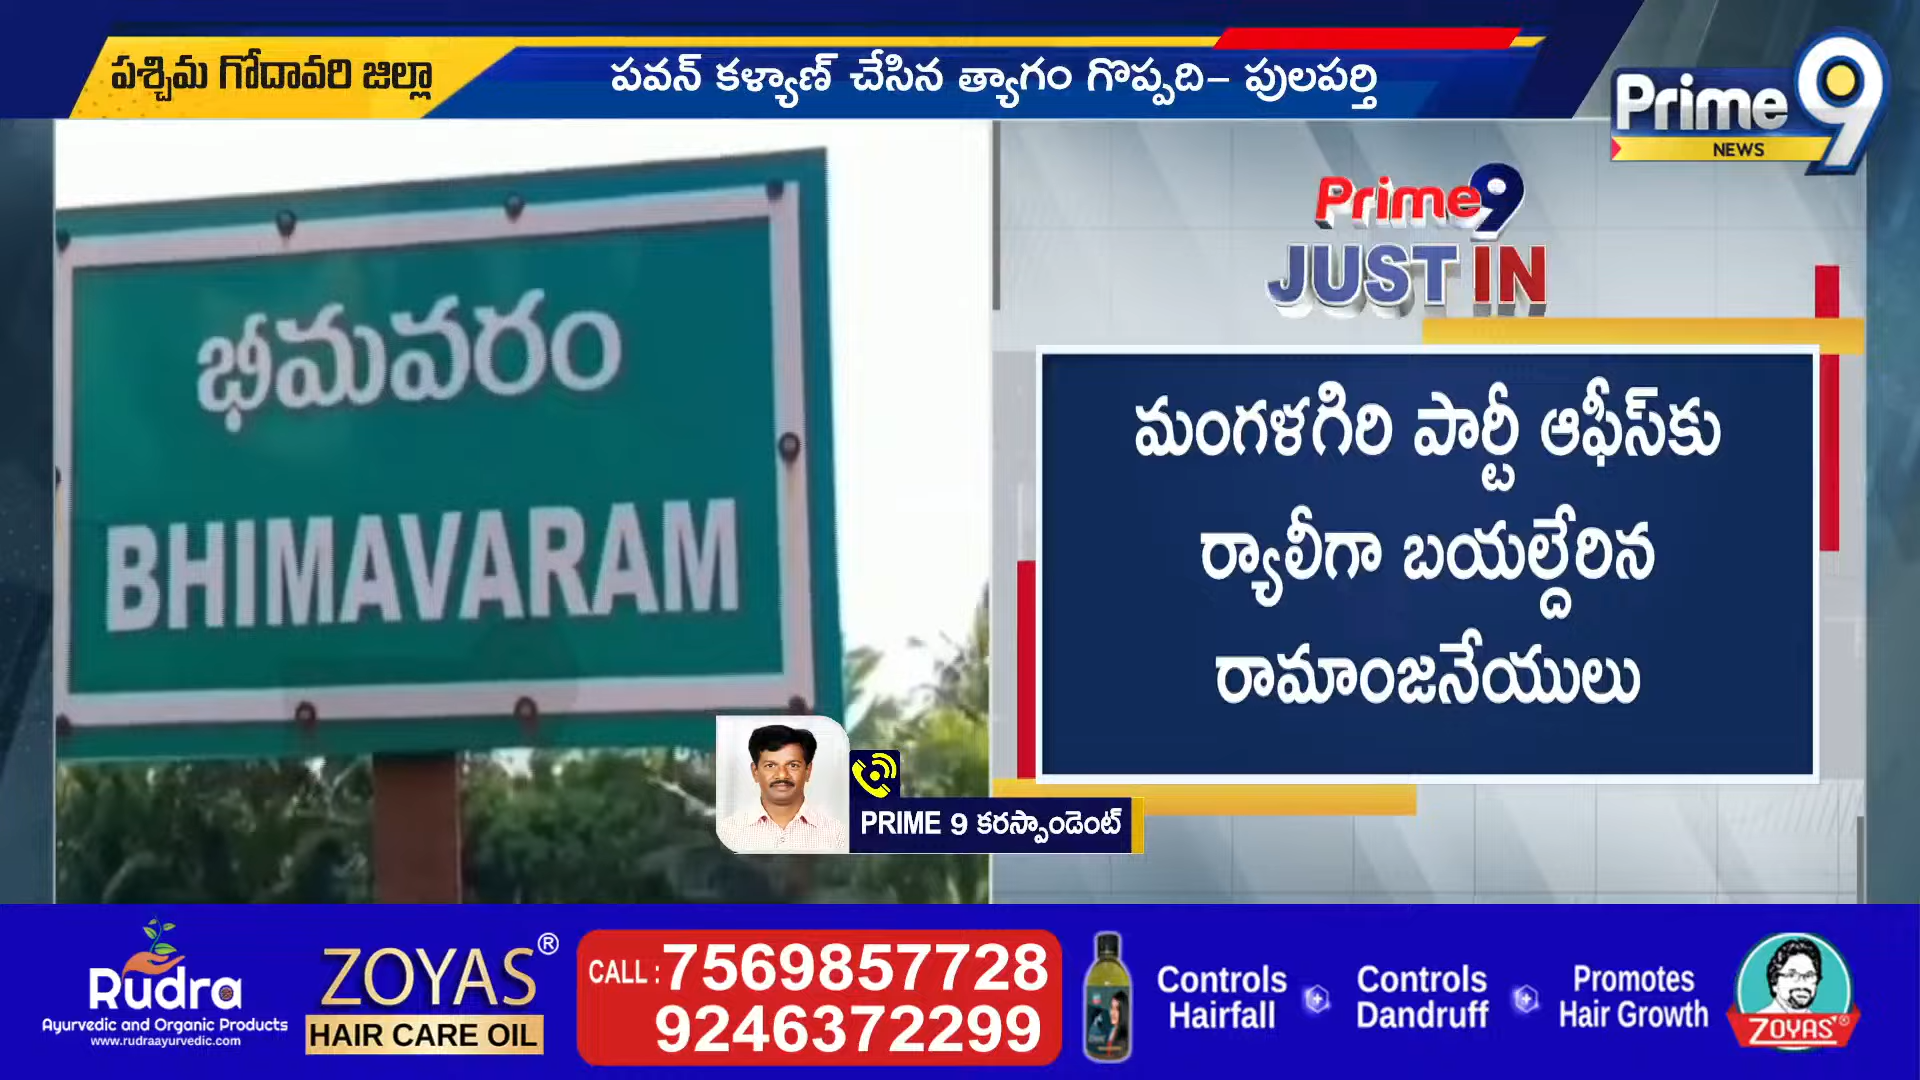 పశ్చిమ గోదావరి జిల్లా
పవన్ కళ్యాణ్ చేసిన త్యాగం గొప్పది– పులపర్తి
Prime 9
NEWS
భీమవరం
BHIMAVARAM
Prime9
JUST IN
మంగళగిరి పార్టీ ఆఫీస్‌కు
ర్యాలీగా బయల్దేరిన
రామాంజనేయులు
PRIME 9 కరస్పాండెంట్
Rudra
Ayurvedic and Organic Products
www.rudraayurvedic.com
ZOYAS®
HAIR CARE OIL
CALL : 7569857728
9246372299
Controls
Hairfall
Controls
Dandruff
Promotes
Hair Growth
ZOYAS®